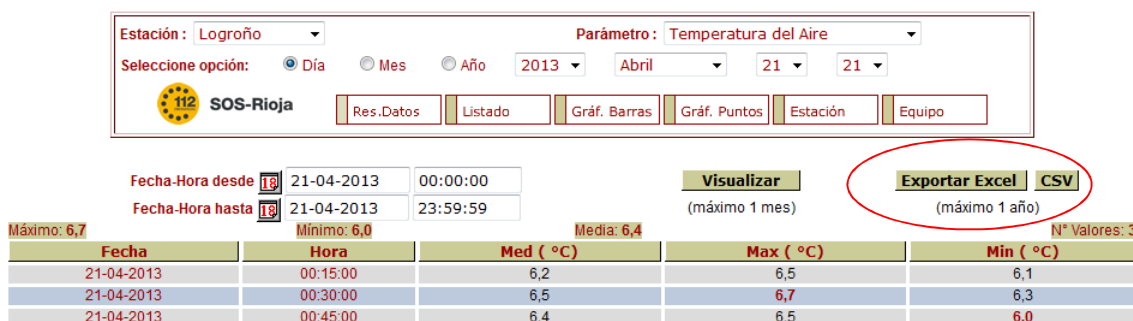 Estación : Logroño Parámetro : Temperatura del Aire
Seleccione opción: Día Mes Año 2013 Abril 21 21
112 SOS-Rioja Res.Datos Listado Gráf. Barras Gráf. Puntos Estación Equipo
Fecha-Hora desde 18 21-04-2013 00:00:00 Visualizar Exportar Excel CSV
Fecha-Hora hasta 18 21-04-2013 23:59:59 (máximo 1 mes) (máximo 1 año)
Máximo: 6,7 Mínimo: 6,0 Media: 6,4 N° Valores: 3
Fecha Hora Med ( °C) Max ( °C) Min ( °C)
21-04-2013 00:15:00 6,2 6,5 6,1
21-04-2013 00:30:00 6,5 6,7 6,3
21-04-2013 00:45:00 6,4 6,5 6,0